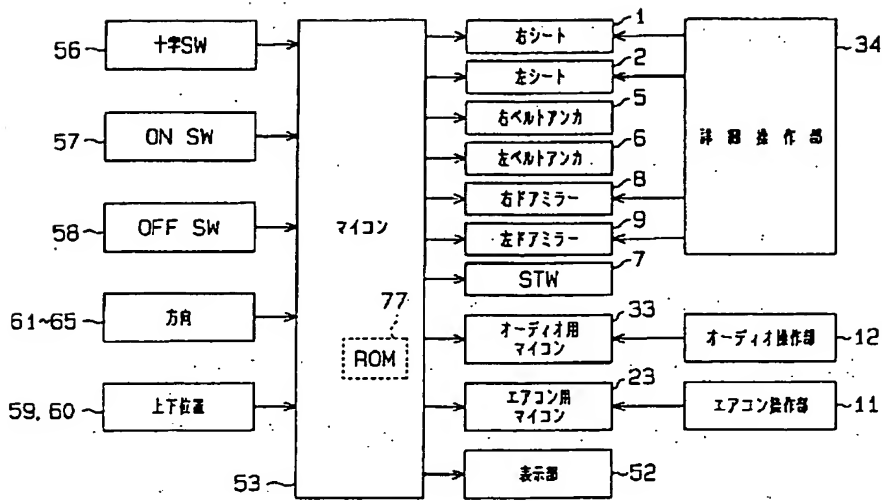 56
十字SW
57
ON SW
58
OFF SW
61~65
方向
59, 60
上下位置
マイコン
77
ROM
53
1
右シート
2
左シート
5
右ベルトアンカ
6
左ベルトアンカ
8
右ドアミラー
9
左ドアミラー
7
STW
33
オーディオ用
マイコン
23
エアコン用
マイコン
表示部
52
34
詳細操作部
オーディオ操作部
12
エアコン操作部
11